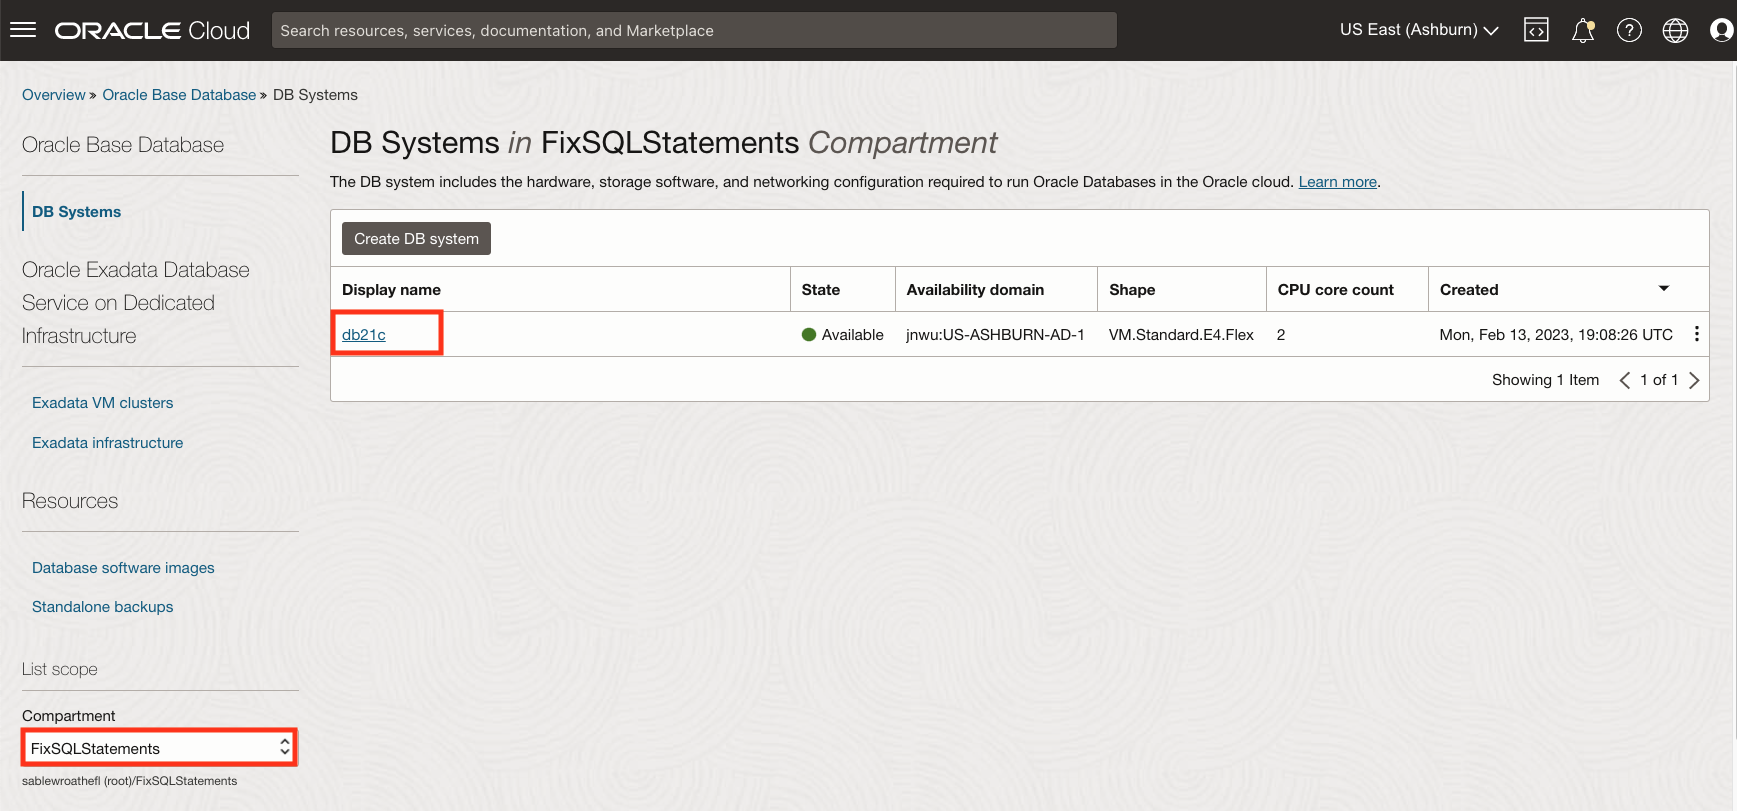 ORACLE Cloud
Search resources, services, documentation, and Marketplace
US East (Ashburn)
Overview » Oracle Base Database » DB Systems
Oracle Base Database
DB Systems
Oracle Exadata Database
Service on Dedicated
Infrastructure
Exadata VM clusters
Exadata infrastructure
Resources
Database software images
Standalone backups
List scope
Compartment
FixSQLStatements
sablewroathefl (root)/FixSQLStatements
DB Systems in FixSQLStatements Compartment
The DB system includes the hardware, storage software, and networking configuration required to run Oracle Databases in the Oracle cloud. Learn more.
Create DB system
Display name State Availability domain Shape CPU core count Created
db21c Available jnwu:US-ASHBURN-AD-1 VM.Standard.E4.Flex 2 Mon, Feb 13, 2023, 19:08:26 UTC
Showing 1 Item < 1 of 1 >